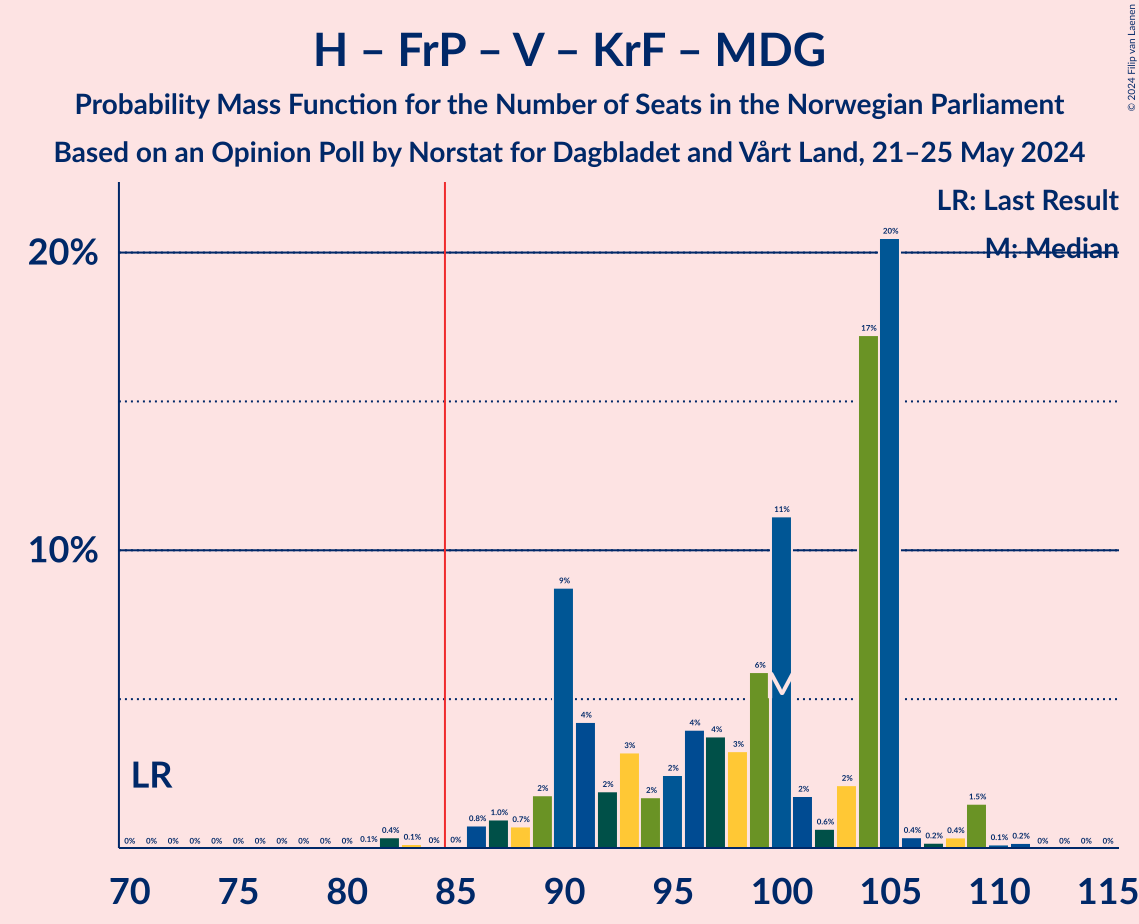 H – FrP – V – KrF – MDG
Probability Mass Function for the Number of Seats in the Norwegian Parliament
Based on an Opinion Poll by Norstat for Dagbladet and Vårt Land, 21–25 May 2024
© 2024 Filip van Laenen
LR: Last Result
M: Median
20%
10%
LR
M
0% 0% 0% 0% 0% 0% 0% 0% 0% 0% 0% 0.1% 0.4% 0.1% 0% 0% 0.8% 1.0% 0.7% 2% 9% 4% 2% 3% 2% 2% 4% 4% 3% 6% 11% 2% 0.6% 2% 17% 20% 0.4% 0.2% 0.4% 1.5% 0.1% 0.2% 0% 0% 0% 0%
70 75 80 85 90 95 100 105 110 115